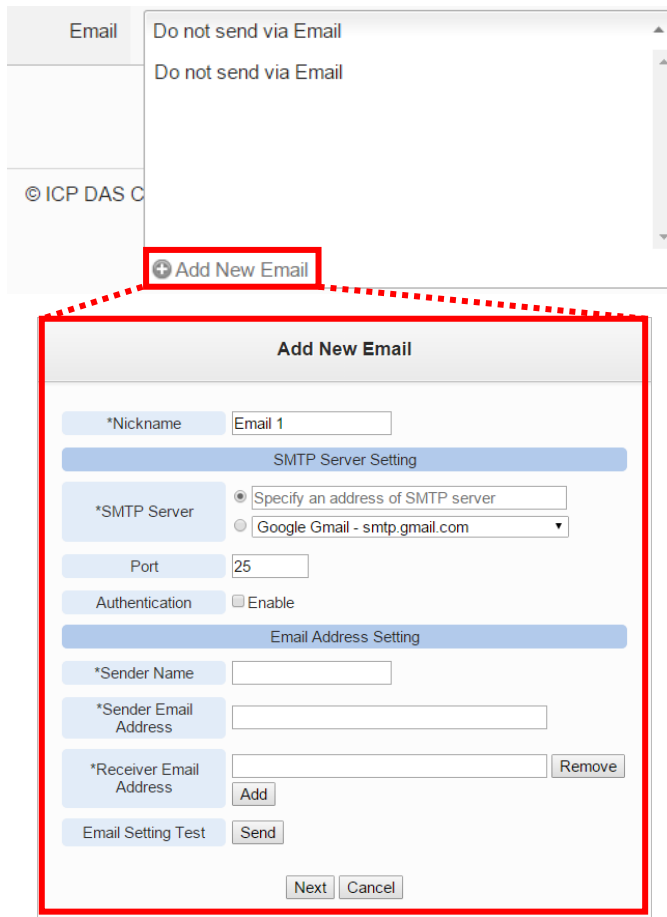 Email
Do not send via Email
Do not send via Email
© ICP DAS C
Add New Email
Add New Email
*Nickname
Email 1
SMTP Server Setting
*SMTP Server
Specify an address of SMTP server
Google Gmail - smtp.gmail.com
Port
25
Authentication
Enable
Email Address Setting
*Sender Name
*Sender Email
Address
*Receiver Email
Address
Remove
Add
Email Setting Test
Send
Next
Cancel